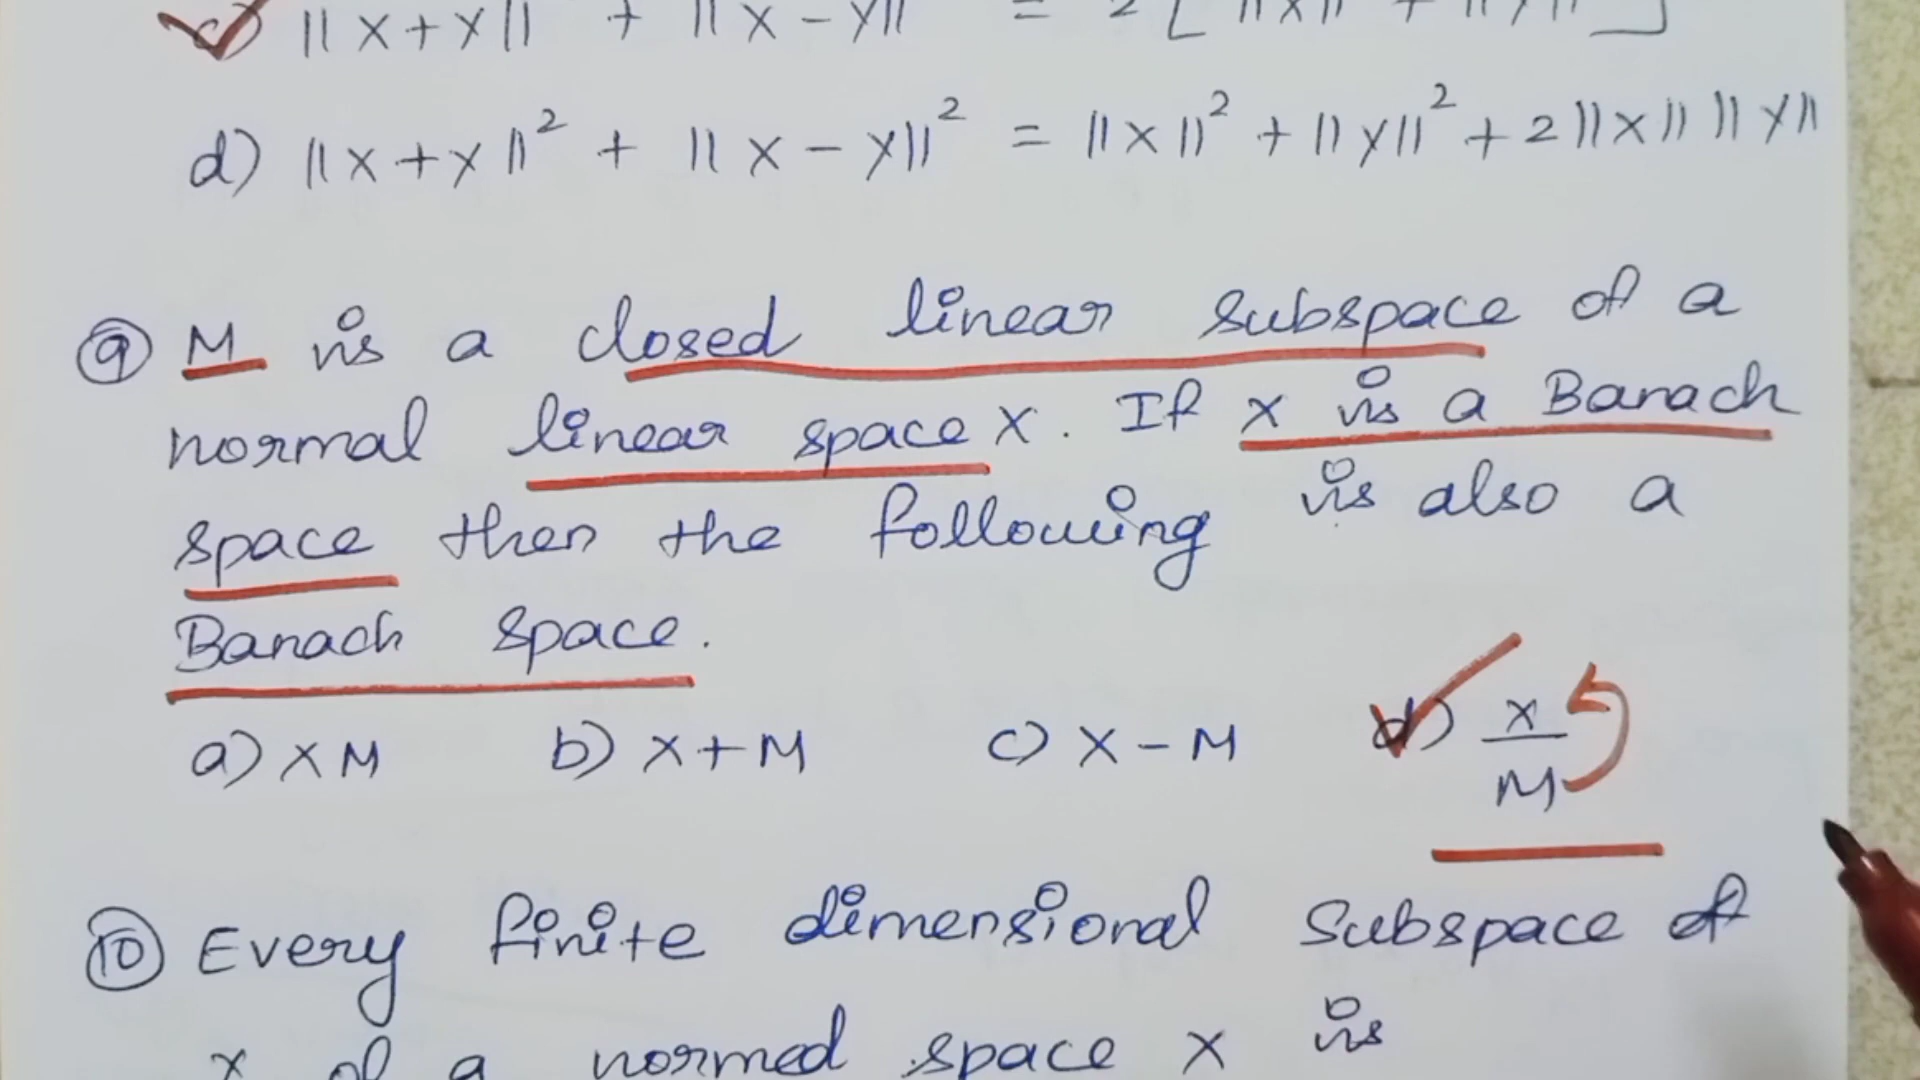 c) ||x+y|| + ||x-y|| = 2[||x|| + ||y||]
d) ||x+y||² + ||x-y||² = ||x||² + ||y||² + 2||x|| ||y||
9) M is a closed linear subspace of a
normal linear space X. If X is a Banach
space then the following is also a
Banach space.
a) XM b) X+M c) X-M d) X/M
10) Every finite dimensional subspace of
X of a normed space X is